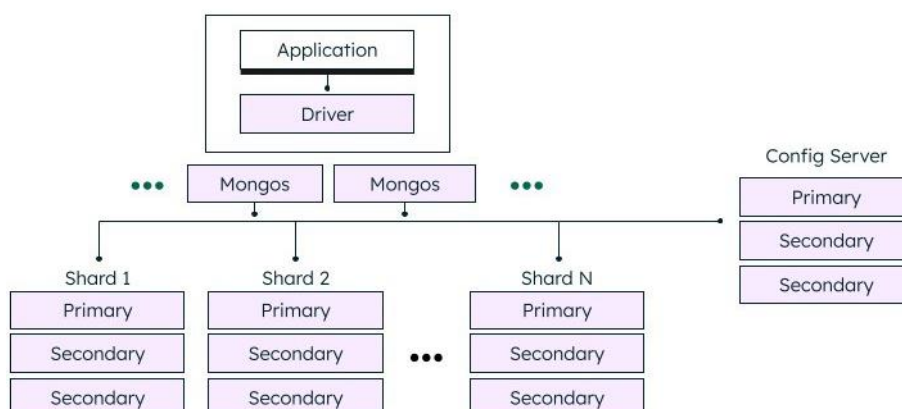 Application
Driver
Config Server
••• Mongos Mongos •••
Primary
Secondary
Secondary
Shard 1 Shard 2 Shard N
Primary Primary Primary
Secondary Secondary ••• Secondary
Secondary Secondary Secondary